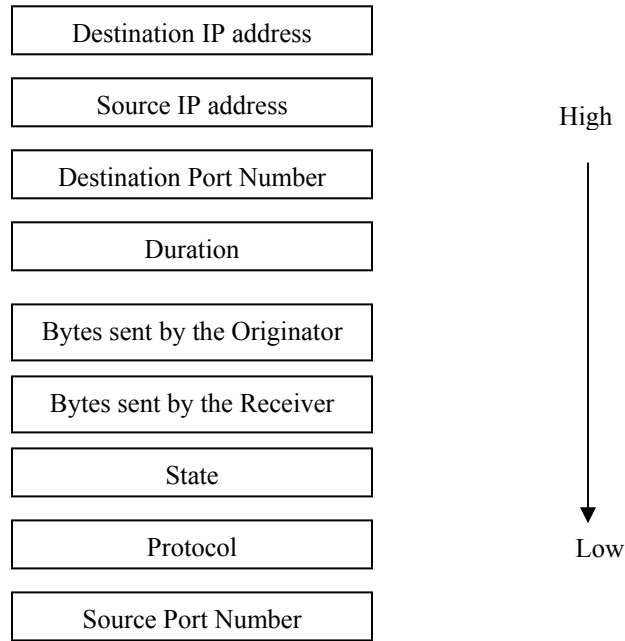 Destination IP address
Source IP address
High
Destination Port Number
Duration
Bytes sent by the Originator
Bytes sent by the Receiver
State
Protocol
Low
Source Port Number